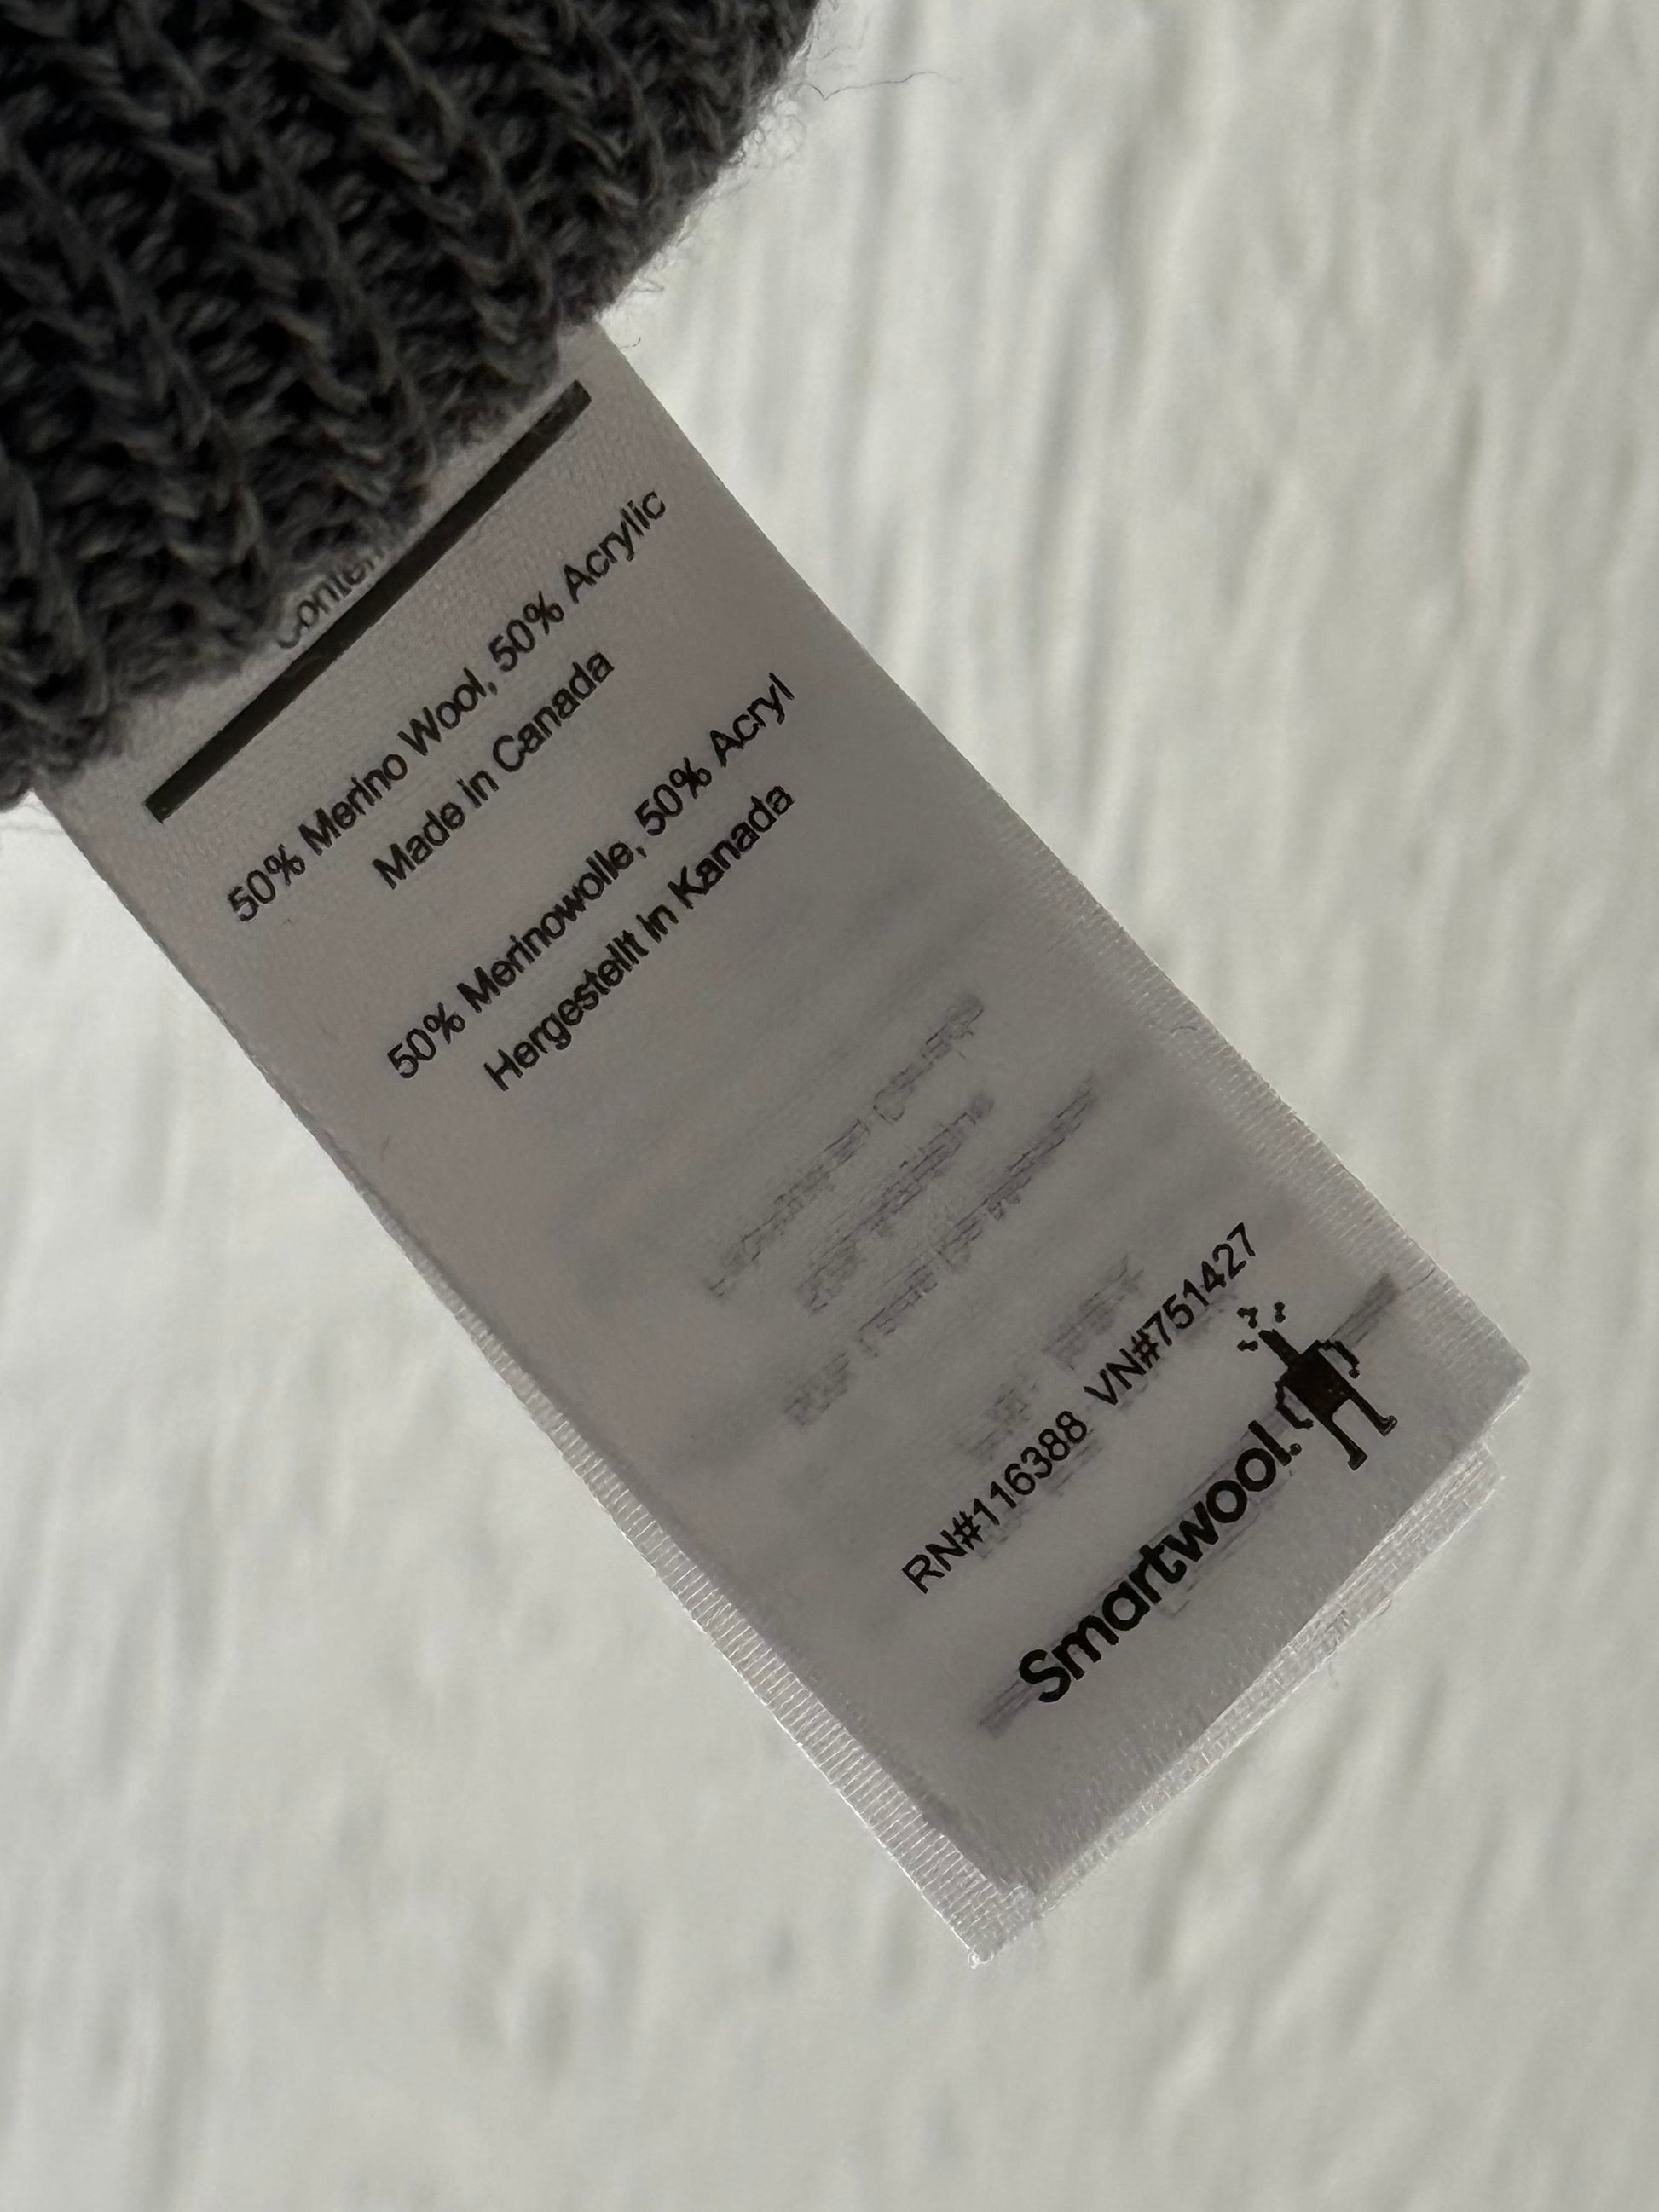 50% Merino Wool, 50% Acrylic
Made in Canada
50% Merinowolle, 50% Acryl
Hergestellt in Kanada
RN#116388 VN#751427
Smartwool.